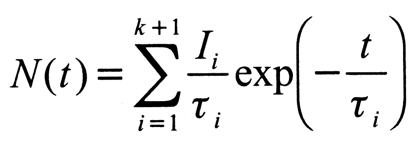 N(t) = \sum_{i=1}^{k+1} \frac{I_i}{\tau_i} \exp\left(-\frac{t}{\tau_i}\right)